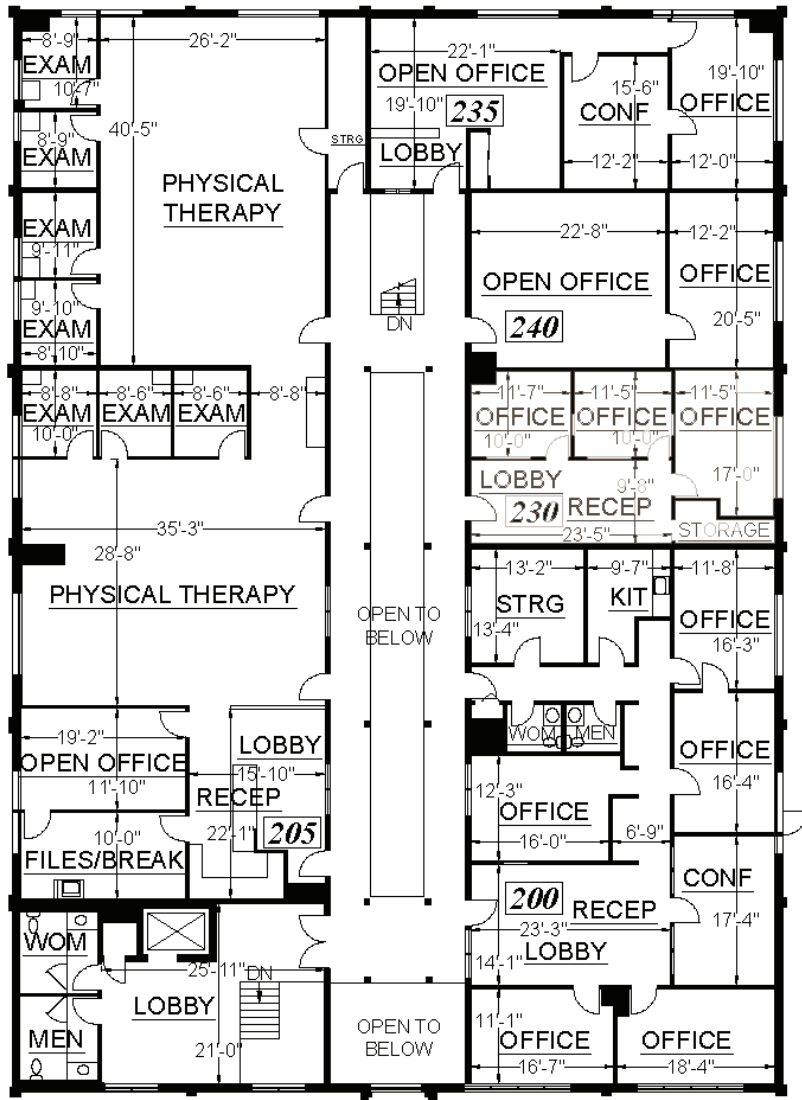 8'-9"
EXAM
10'-7"
26'-2"
40'-5"
8'-9"
EXAM
PHYSICAL
THERAPY
EXAM
9'-11"
9'-10"
EXAM
8'-10"
8'-8"
EXAM
10'-0"
8'-6"
EXAM
8'-6"
EXAM
8'-8"
STRG
22'-1"
OPEN OFFICE
19'-10"
235
LOBBY
15'-6"
CONF
12'-2"
19'-10"
OFFICE
12'-0"
22'-8"
OPEN OFFICE
240
12'-2"
OFFICE
20'-5"
DN
11'-7"
OFFICE
10'-0"
11'-5"
OFFICE
10'-0"
11'-5"
OFFICE
17'-0"
LOBBY
9'-8"
230
RECEP
23'-5"
STORAGE
35'-3"
28'-8"
PHYSICAL THERAPY
OPEN TO
BELOW
13'-2"
STRG
13'-4"
9'-7"
KIT
11'-8"
OFFICE
16'-3"
19'-2"
OPEN OFFICE
11'-10"
LOBBY
15'-10"
RECEP
22'-1"
205
10'-0"
FILES/BREAK
WOM
MEN
OFFICE
16'-4"
12'-3"
OFFICE
16'-0"
6'-9"
200
RECEP
23'-3"
LOBBY
14'-1"
CONF
17'-4"
WOM
MEN
25'-11"
DN
LOBBY
21'-0"
OPEN TO
BELOW
11'-1"
OFFICE
16'-7"
OFFICE
18'-4"